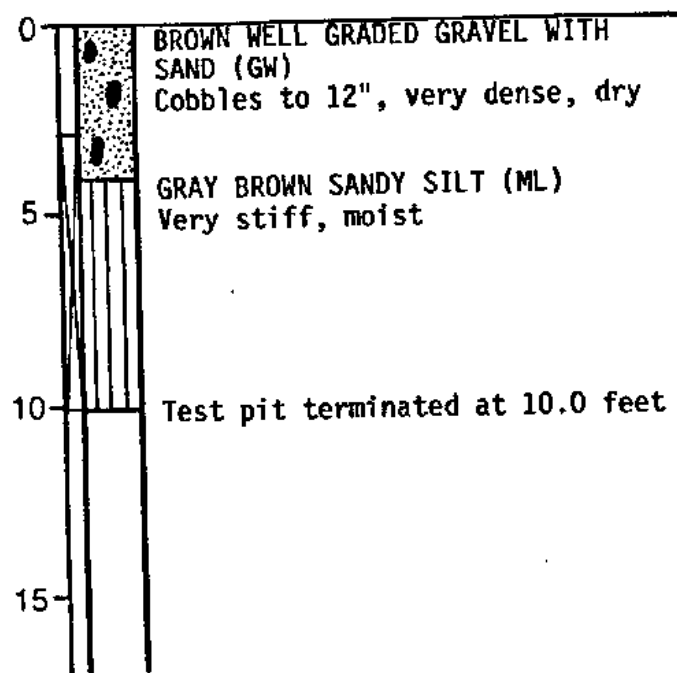 0
BROWN WELL GRADED GRAVEL WITH
SAND (GW)
Cobbles to 12", very dense, dry
GRAY BROWN SANDY SILT (ML)
5
Very stiff, moist
10
Test pit terminated at 10.0 feet
15